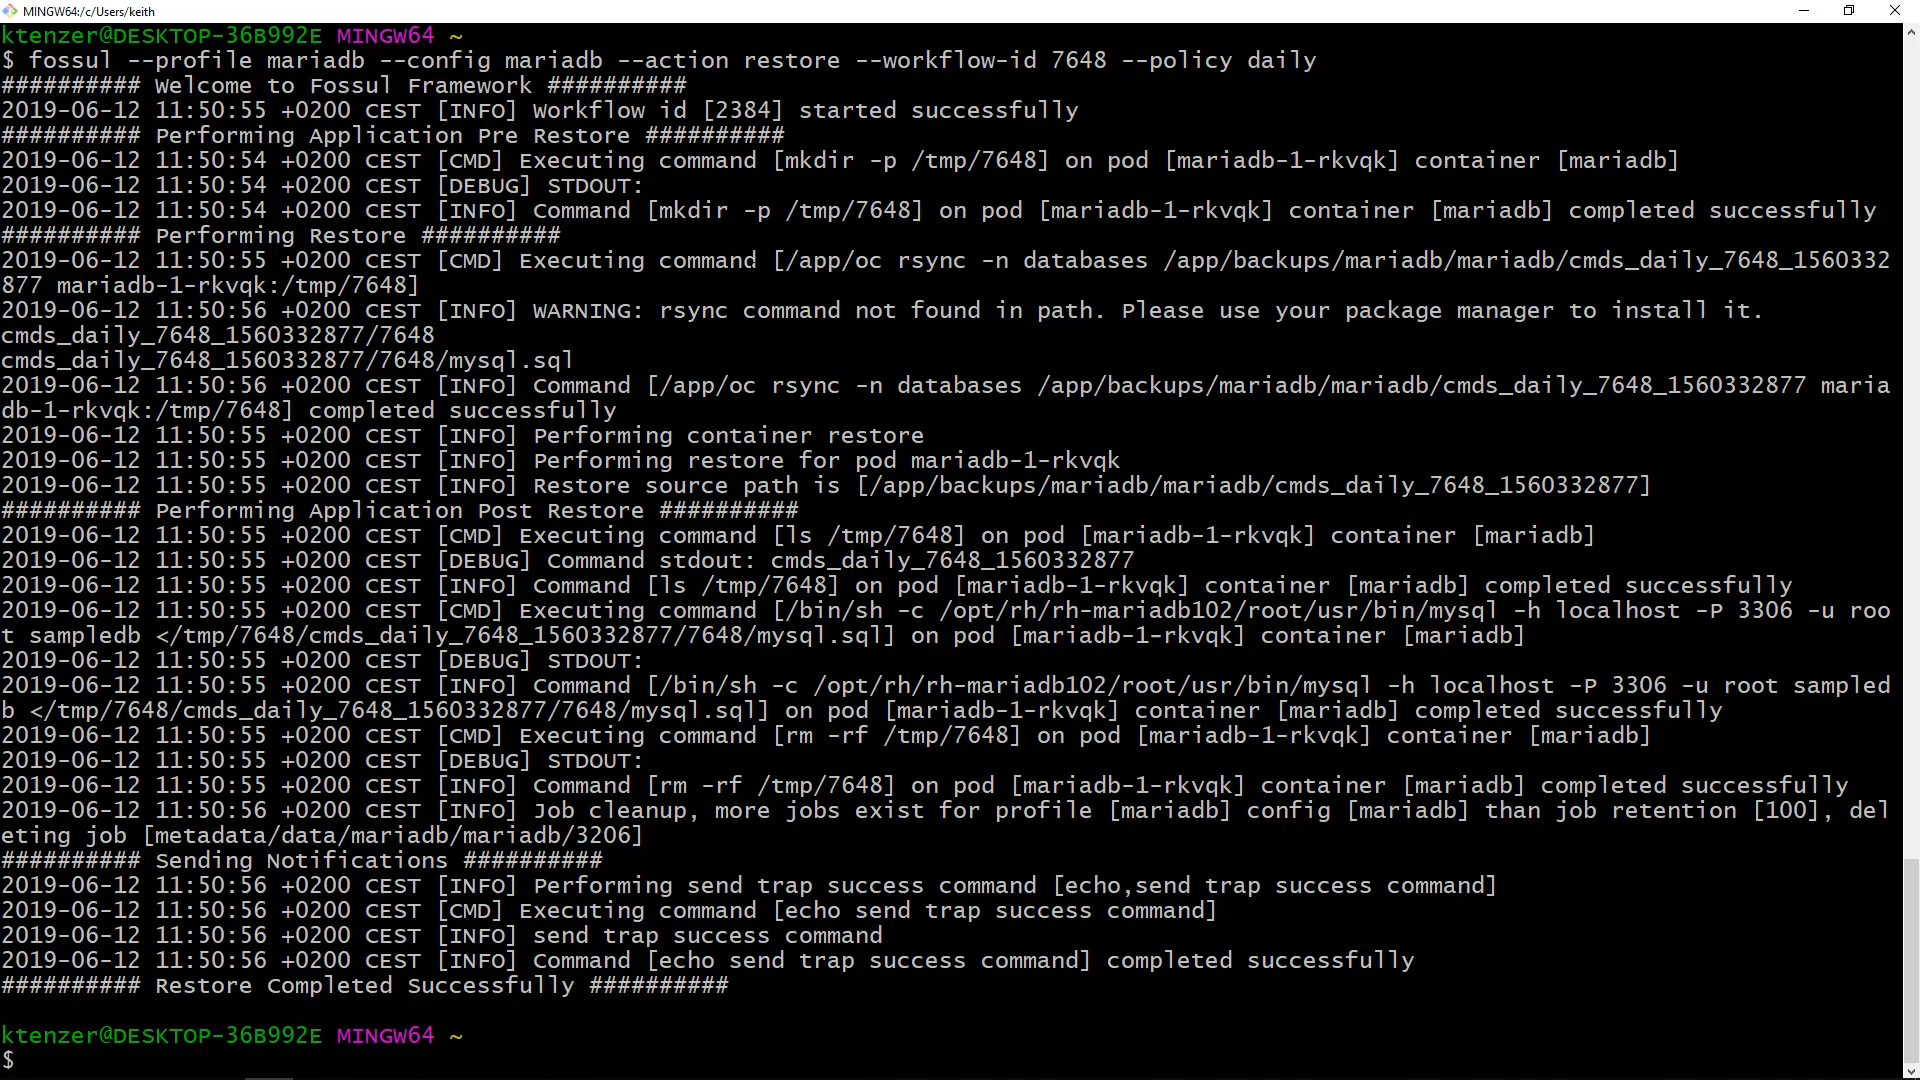 MINGW64:/c/Users/keith
ktenzer@DESKTOP-36B992E MINGW64 ~
$ fossul --profile mariadb --config mariadb --action restore --workflow-id 7648 --policy daily
########## Welcome to Fossul Framework ##########
2019-06-12 11:50:55 +0200 CEST [INFO] Workflow id [2384] started successfully
########## Performing Application Pre Restore ##########
2019-06-12 11:50:54 +0200 CEST [CMD] Executing command [mkdir -p /tmp/7648] on pod [mariadb-1-rkvqk] container [mariadb]
2019-06-12 11:50:54 +0200 CEST [DEBUG] STDOUT:
2019-06-12 11:50:54 +0200 CEST [INFO] Command [mkdir -p /tmp/7648] on pod [mariadb-1-rkvqk] container [mariadb] completed successfully
########## Performing Restore ##########
2019-06-12 11:50:55 +0200 CEST [CMD] Executing command [/app/oc rsync -n databases /app/backups/mariadb/mariadb/cmds_daily_7648_1560332
877 mariadb-1-rkvqk:/tmp/7648]
2019-06-12 11:50:56 +0200 CEST [INFO] WARNING: rsync command not found in path. Please use your package manager to install it.
cmds_daily_7648_1560332877/7648
cmds_daily_7648_1560332877/7648/mysql.sql
2019-06-12 11:50:56 +0200 CEST [INFO] Command [/app/oc rsync -n databases /app/backups/mariadb/mariadb/cmds_daily_7648_1560332877 maria
db-1-rkvqk:/tmp/7648] completed successfully
2019-06-12 11:50:55 +0200 CEST [INFO] Performing container restore
2019-06-12 11:50:55 +0200 CEST [INFO] Performing restore for pod mariadb-1-rkvqk
2019-06-12 11:50:55 +0200 CEST [INFO] Restore source path is [/app/backups/mariadb/mariadb/cmds_daily_7648_1560332877]
########## Performing Application Post Restore ##########
2019-06-12 11:50:55 +0200 CEST [CMD] Executing command [ls /tmp/7648] on pod [mariadb-1-rkvqk] container [mariadb]
2019-06-12 11:50:55 +0200 CEST [DEBUG] Command stdout: cmds_daily_7648_1560332877
2019-06-12 11:50:55 +0200 CEST [INFO] Command [ls /tmp/7648] on pod [mariadb-1-rkvqk] container [mariadb] completed successfully
2019-06-12 11:50:55 +0200 CEST [CMD] Executing command [/bin/sh -c /opt/rh/rh-mariadb102/root/usr/bin/mysql -h localhost -P 3306 -u roo
t sampledb </tmp/7648/cmds_daily_7648_1560332877/7648/mysql.sql] on pod [mariadb-1-rkvqk] container [mariadb]
2019-06-12 11:50:55 +0200 CEST [DEBUG] STDOUT:
2019-06-12 11:50:55 +0200 CEST [INFO] Command [/bin/sh -c /opt/rh/rh-mariadb102/root/usr/bin/mysql -h localhost -P 3306 -u root sampled
b </tmp/7648/cmds_daily_7648_1560332877/7648/mysql.sql] on pod [mariadb-1-rkvqk] container [mariadb] completed successfully
2019-06-12 11:50:55 +0200 CEST [CMD] Executing command [rm -rf /tmp/7648] on pod [mariadb-1-rkvqk] container [mariadb]
2019-06-12 11:50:55 +0200 CEST [DEBUG] STDOUT:
2019-06-12 11:50:55 +0200 CEST [INFO] Command [rm -rf /tmp/7648] on pod [mariadb-1-rkvqk] container [mariadb] completed successfully
2019-06-12 11:50:56 +0200 CEST [INFO] Job cleanup, more jobs exist for profile [mariadb] config [mariadb] than job retention [100], del
eting job [metadata/data/mariadb/mariadb/3206]
########## Sending Notifications ##########
2019-06-12 11:50:56 +0200 CEST [INFO] Performing send trap success command [echo,send trap success command]
2019-06-12 11:50:56 +0200 CEST [CMD] Executing command [echo send trap success command]
2019-06-12 11:50:56 +0200 CEST [INFO] send trap success command
2019-06-12 11:50:56 +0200 CEST [INFO] Command [echo send trap success command] completed successfully
########## Restore Completed Successfully ##########
ktenzer@DESKTOP-36B992E MINGW64 ~
$